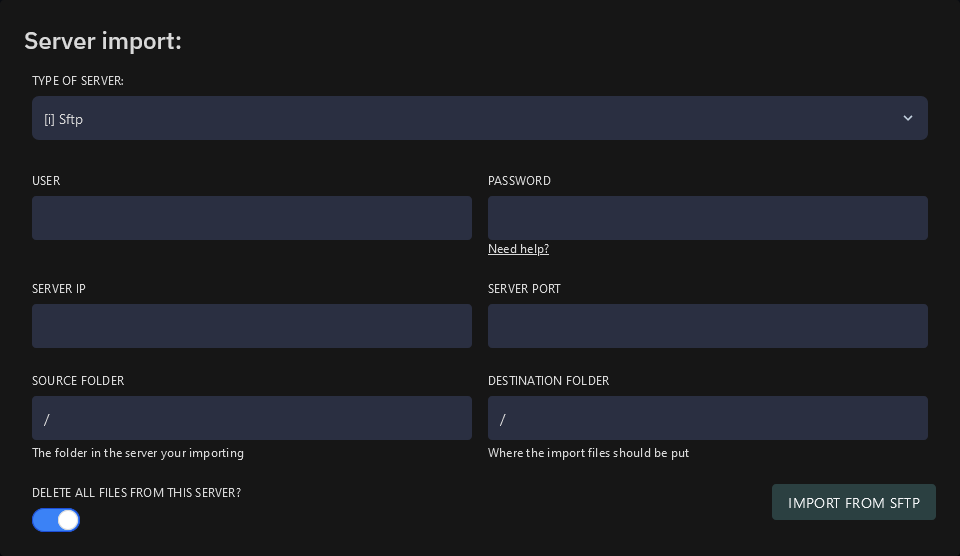 Server import:
TYPE OF SERVER:
[i] Sftp
USER
PASSWORD
Need help?
SERVER IP
SERVER PORT
SOURCE FOLDER
DESTINATION FOLDER
/
/
The folder in the server your importing
Where the import files should be put
DELETE ALL FILES FROM THIS SERVER?
IMPORT FROM SFTP